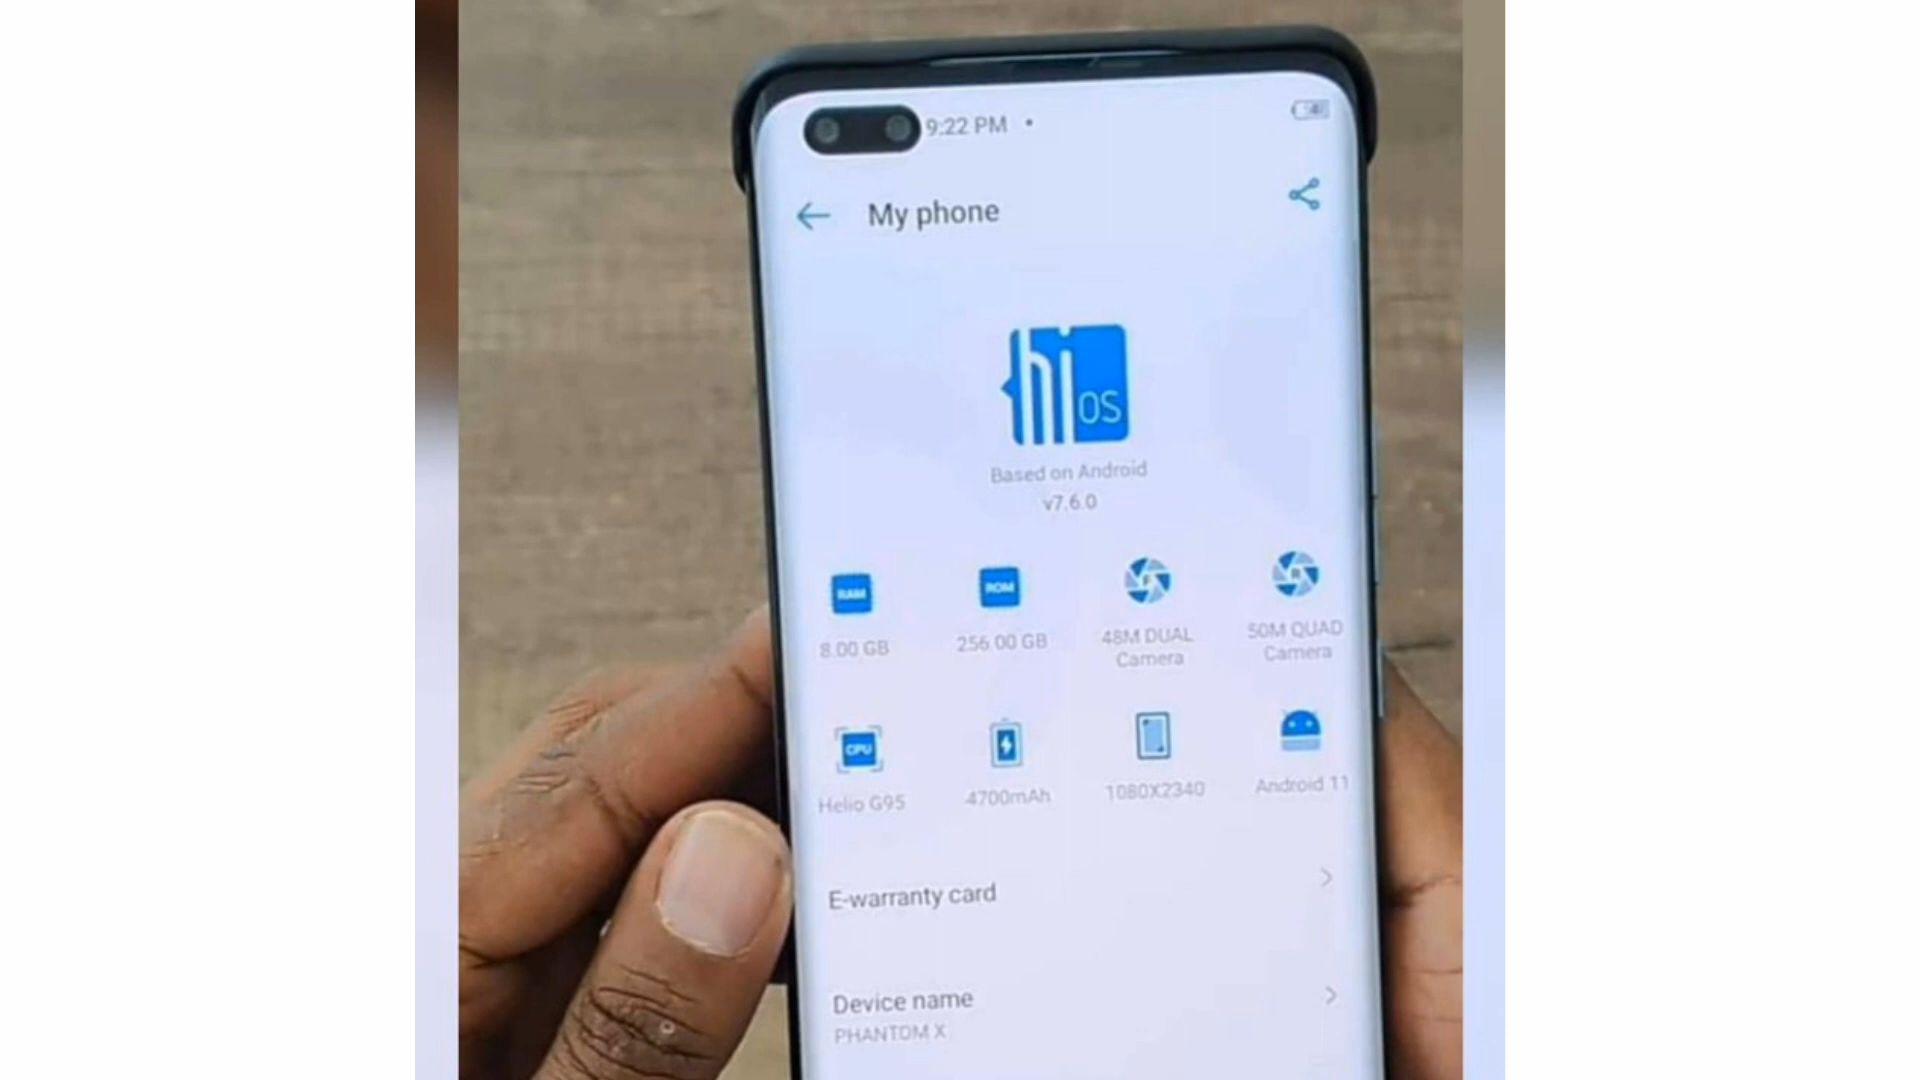 9:22 PM •
My phone
hi OS
Based on Android
v7.6.0
RAM
ROM
8.00 GB
256.00 GB
48M DUAL
Camera
50M QUAD
Camera
CPU
Helio G95
4700mAh
1080X2340
Android 11
E-warranty card
Device name
PHANTOM X